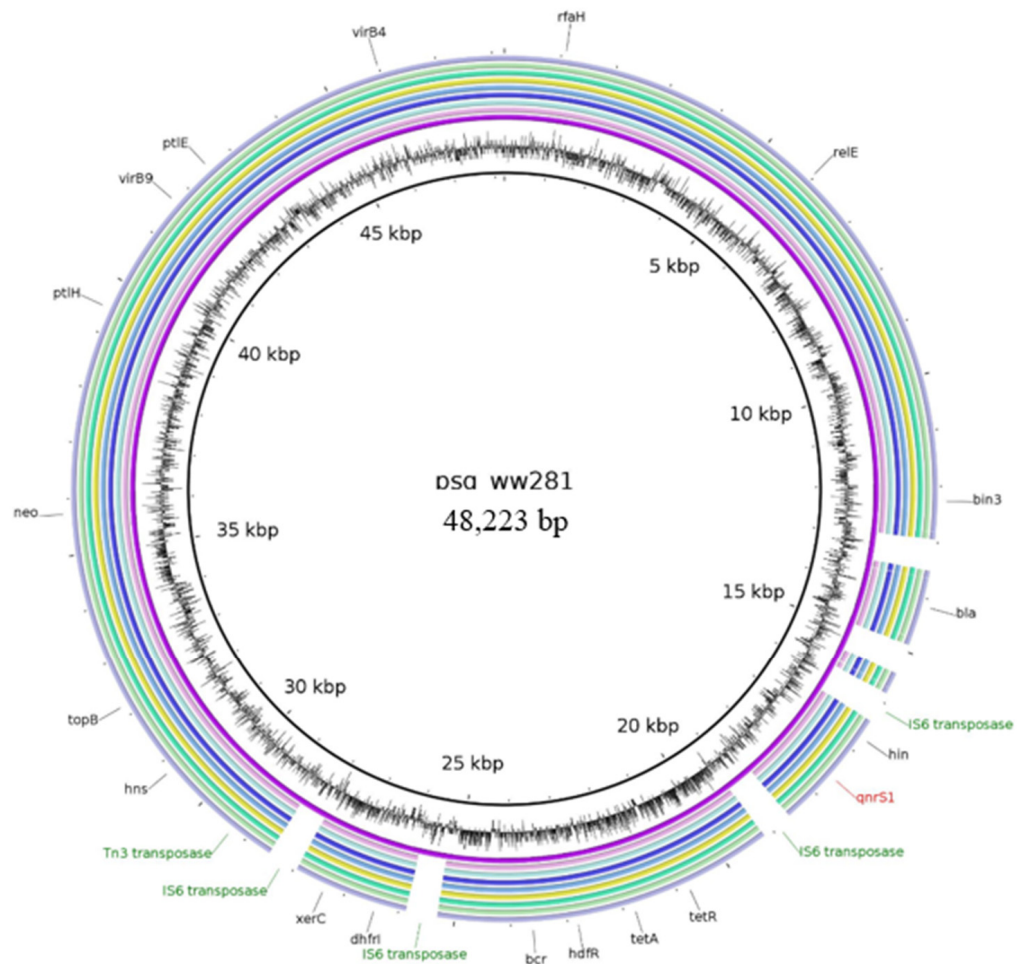 rfaH
virB4
relE
ptlE
virB9
45 kbp
5 kbp
ptlH
40 kbp
10 kbp
psa ww281
48,223 bp
bin3
neo
35 kbp
15 kbp
bla
30 kbp
topB
20 kbp
IS6 transposase
25 kbp
hin
hns
qnrS1
Tn3 transposase
IS6 transposase
IS6 transposase
xerC
tetR
dhfrI
tetA
IS6 transposase
hdfR
bcr